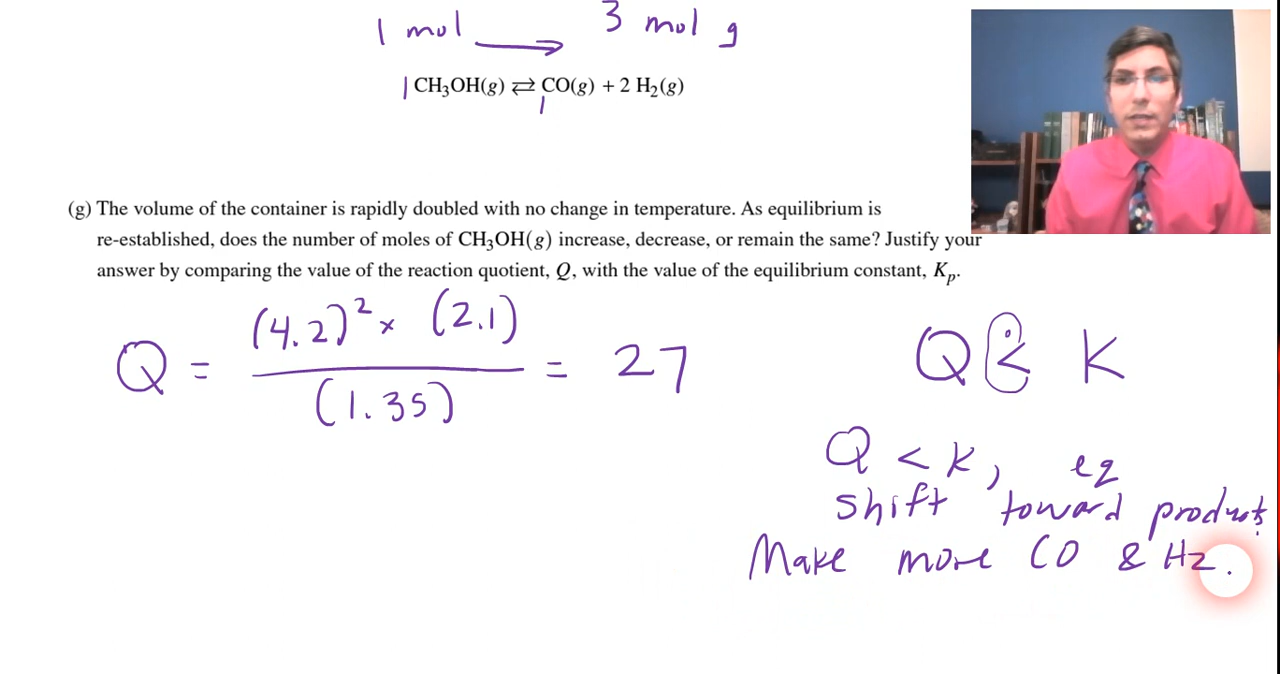 1 mol ⟶ 3 mol g
| CH₃OH(g) ⇄ CO(g) + 2 H₂(g)
1
(g) The volume of the container is rapidly doubled with no change in temperature. As equilibrium is
re-established, does the number of moles of CH₃OH(g) increase, decrease, or remain the same? Justify your
answer by comparing the value of the reaction quotient, Q, with the value of the equilibrium constant, Kₚ.
Q = (4.2)² × (2.1) / (1.35) = 27
Q < K
Q < K, eq
shift toward products.
Make more CO & H2.